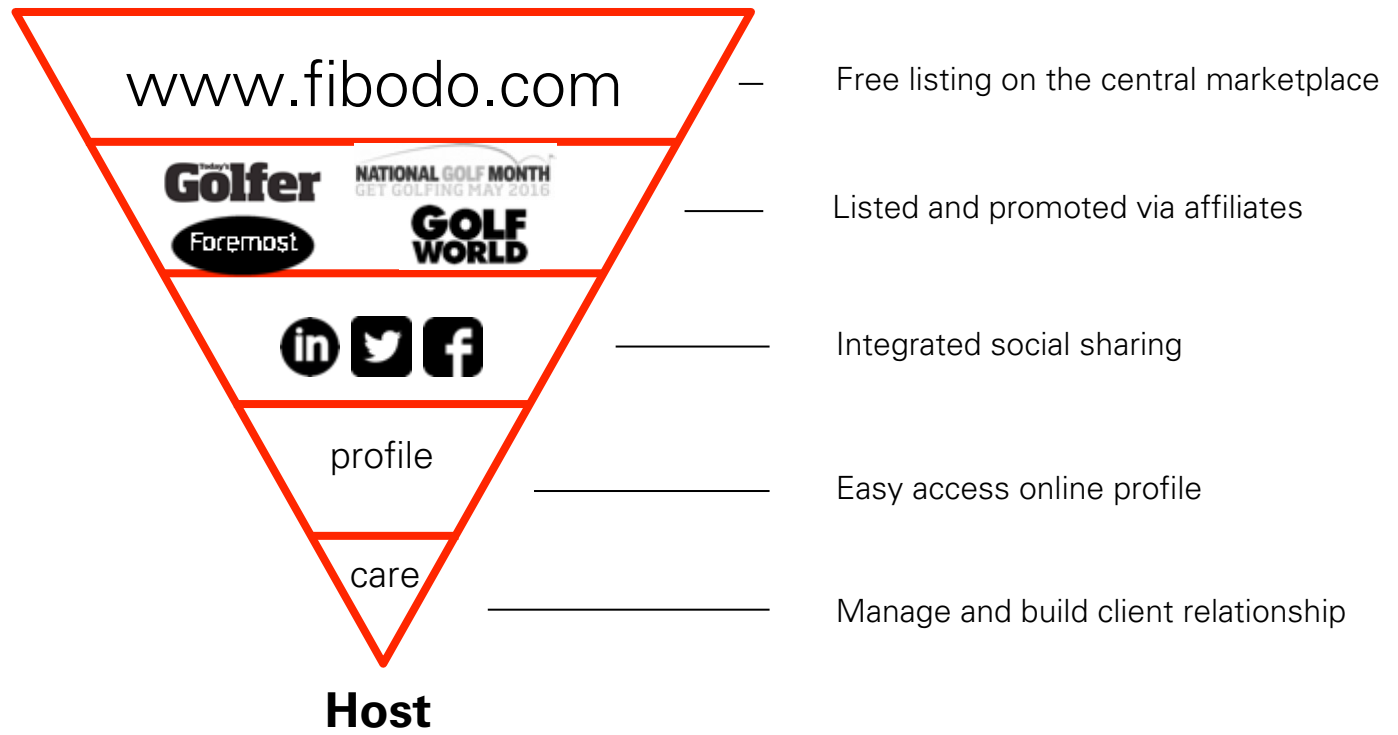 www.fibodo.com
Free listing on the central marketplace
Today's
Golfer
NATIONAL GOLF MONTH
GET GOLFING MAY 2016
Foremost
GOLF
WORLD
Listed and promoted via affiliates
in
f
Integrated social sharing
profile
Easy access online profile
care
Manage and build client relationship
Host